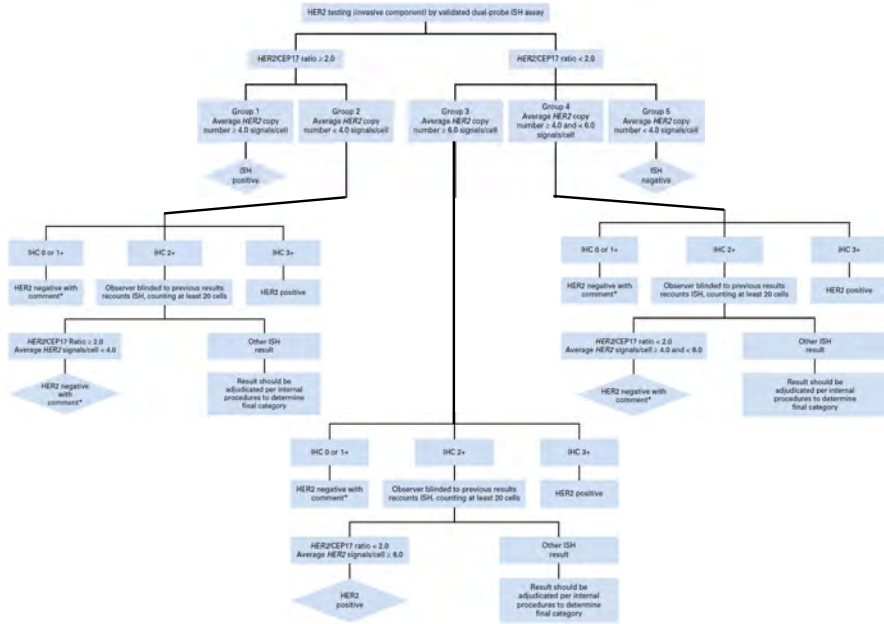 HER2 testing (invasive component) by validated dual-probe ISH assay
HER2/CEP17 ratio ≥ 2.0
HER2/CEP17 ratio < 2.0
Group 1
Average HER2 copy
number ≥ 4.0 signals/cell
Group 2
Average HER2 copy
number < 4.0 signals/cell
Group 3
Average HER2 copy
number ≥ 6.0 signals/cell
Group 4
Average HER2 copy
number ≥ 4.0 and < 6.0
signals/cell
Group 5
Average HER2 copy
number < 4.0 signals/cell
ISH
positive
ISH
negative
IHC 0 or 1+
IHC 2+
IHC 3+
HER2 negative with
comment*
Observer blinded to previous results
recounts ISH, counting at least 20 cells
HER2 positive
HER2/CEP17 Ratio ≥ 2.0
Average HER2 signals/cell < 4.0
Other ISH
result
HER2 negative
with
comment*
Result should be
adjudicated per internal
procedures to determine
final category
IHC 0 or 1+
IHC 2+
IHC 3+
HER2 negative with
comment*
Observer blinded to previous results
recounts ISH, counting at least 20 cells
HER2 positive
HER2/CEP17 ratio < 2.0
Average HER2 signals/cell ≥ 4.0 and < 6.0
Other ISH
result
HER2 negative
with comment*
Result should be
adjudicated per internal
procedures to determine
final category
IHC 0 or 1+
IHC 2+
IHC 3+
HER2 negative with
comment*
Observer blinded to previous results
recounts ISH, counting at least 20 cells
HER2 positive
HER2/CEP17 ratio < 2.0
Average HER2 signals/cell ≥ 6.0
Other ISH
result
HER2
positive
Result should be
adjudicated per internal
procedures to determine
final category